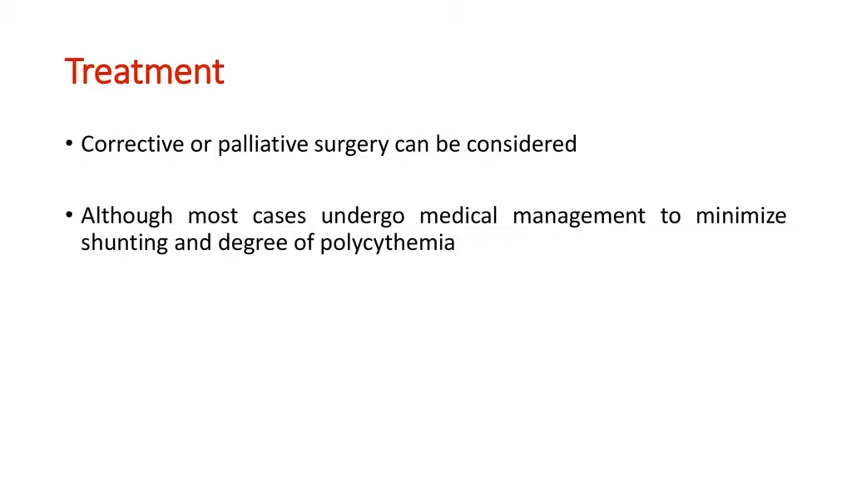 Treatment
• Corrective or palliative surgery can be considered
• Although most cases undergo medical management to minimize
shunting and degree of polycythemia